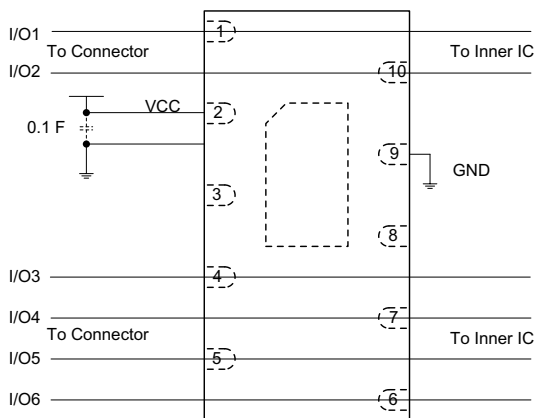 I/O1
1
To Connector
To Inner IC
I/O2
10
VCC
2
0.1 F
9
GND
3
8
I/O3
4
I/O4
7
To Connector
To Inner IC
I/O5
5
I/O6
6